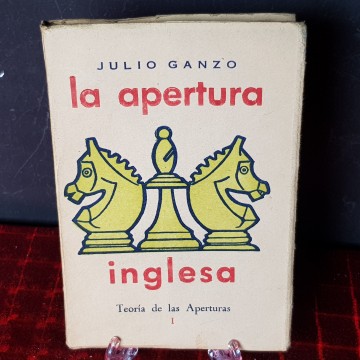 JULIO GANZO
la apertura
inglesa
Teoría de las Aperturas
1